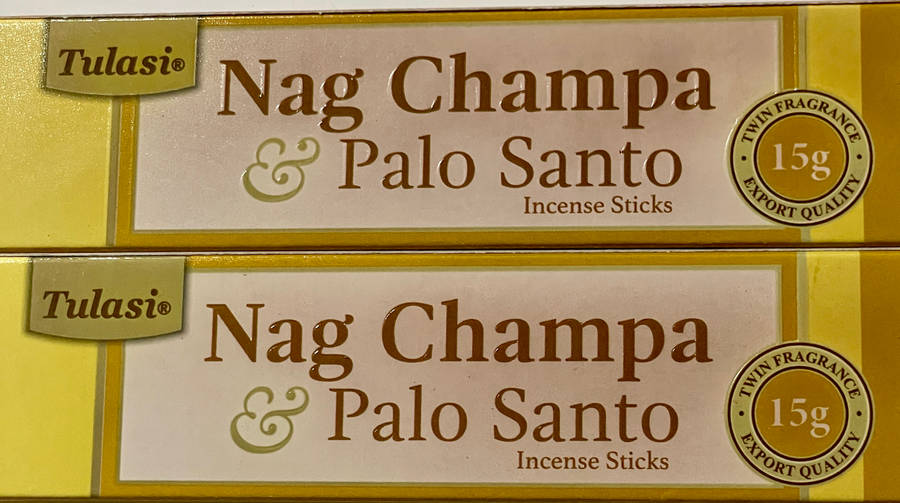 Tulasi®
Nag Champa
& Palo Santo
Incense Sticks
TWIN FRAGRANCE
15g
EXPORT QUALITY
Tulasi®
Nag Champa
& Palo Santo
Incense Sticks
TWIN FRAGRANCE
15g
EXPORT QUALITY